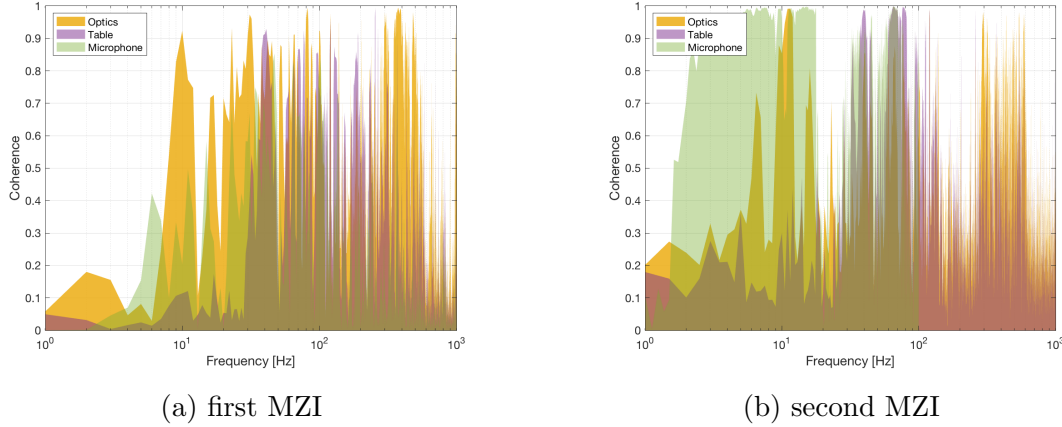 Optics
Table
Microphone
1
0.9
0.8
0.7
0.6
0.5
0.4
0.3
0.2
0.1
0
Coherence
10^0
10^1
10^2
10^3
Frequency [Hz]
(a) first MZI
Optics
Table
Microphone
1
0.9
0.8
0.7
0.6
0.5
0.4
0.3
0.2
0.1
0
Coherence
10^0
10^1
10^2
10^3
Frequency [Hz]
(b) second MZI